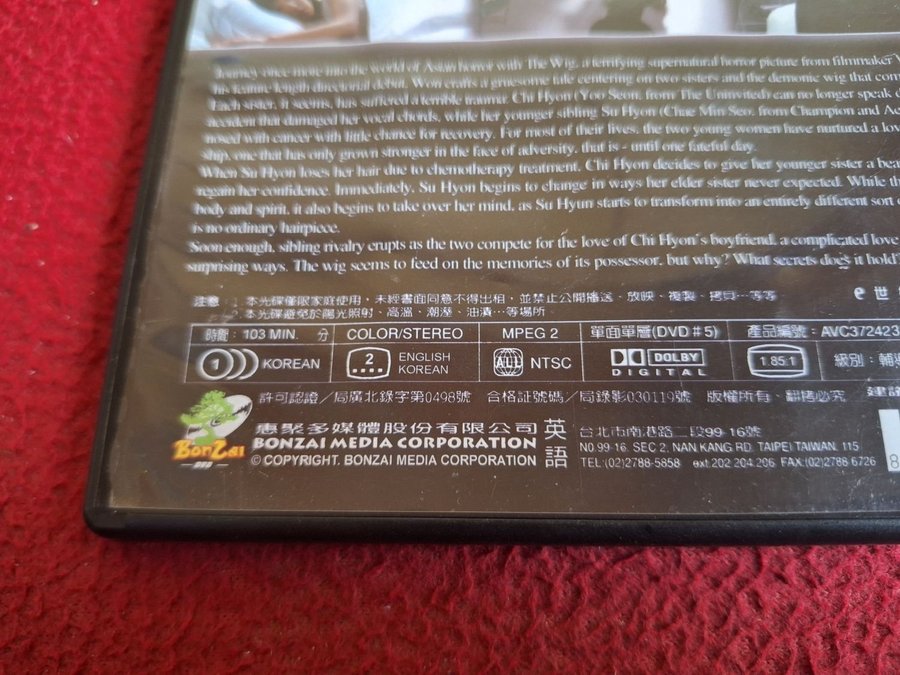 Journey once more into the world of Asian horror with The Wig, a terrifying supernatural horror picture from filmmaker
his feature length directional debut, Won crafts a gruesome tale centering on two sisters and the demonic wig that com
Each sister, it seems, has suffered a terrible trauma: Chi Hyon (Yoo Seon, from The Uninvited) can no longer speak d
accident that damaged her vocal chords, while her younger sibling Su Hyon (Chae Min Seo, from Champion and
nosed with cancer with little chance for recovery. For most of their lives, the two young women have nurtured a lov
ship, one that has only grown stronger in the face of adversity, that is - until one fateful day.
When Su Hyon loses her hair due to chemotherapy treatment, Chi Hyon decides to give her younger sister a bea
regain her confidence. Immediately, Su Hyon begins to change in ways her elder sister never expected. While th
body and spirit, it also begins to take over her mind, as Su Hyun starts to transform into an entirely different sort
is no ordinary hairpiece.
Soon enough, sibling rivalry erupts as the two compete for the love of Chi Hyon's boyfriend, a complicated love
surprising ways. The wig seems to feed on the memories of its possessor, but why? What secrets does it hold?
注意：1. 本光碟僅限家庭使用，未經書面同意不得出租，並禁止公開播送、放映、複製、拷貝…等等
2. 本光碟避免於陽光照射、高溫、潮溼、油漬…等場所
e世
時間：103 MIN. 分 COLOR/STEREO MPEG 2 單面單層(DVD#5) 產品編號：AVC372423
1 KOREAN 2 ENGLISH KOREAN ALL NTSC DOLBY DIGITAL 1.85:1 級別：輔導
許可認證／局廣北錄字第0498號 合格証號碼／局錄影030119號 版權所有、翻拷必究 建議
BonZai DVD
惠聚多媒體股份有限公司
BONZAI MEDIA CORPORATION
© COPYRIGHT. BONZAI MEDIA CORPORATION
英語
台北市南港路二段99-16號
NO.99-16. SEC 2, NAN KANG RD. TAIPEI TAIWAN. 115
TEL:(02)2788-5858 ext.202.204.206 FAX:(02)2788 6726
8